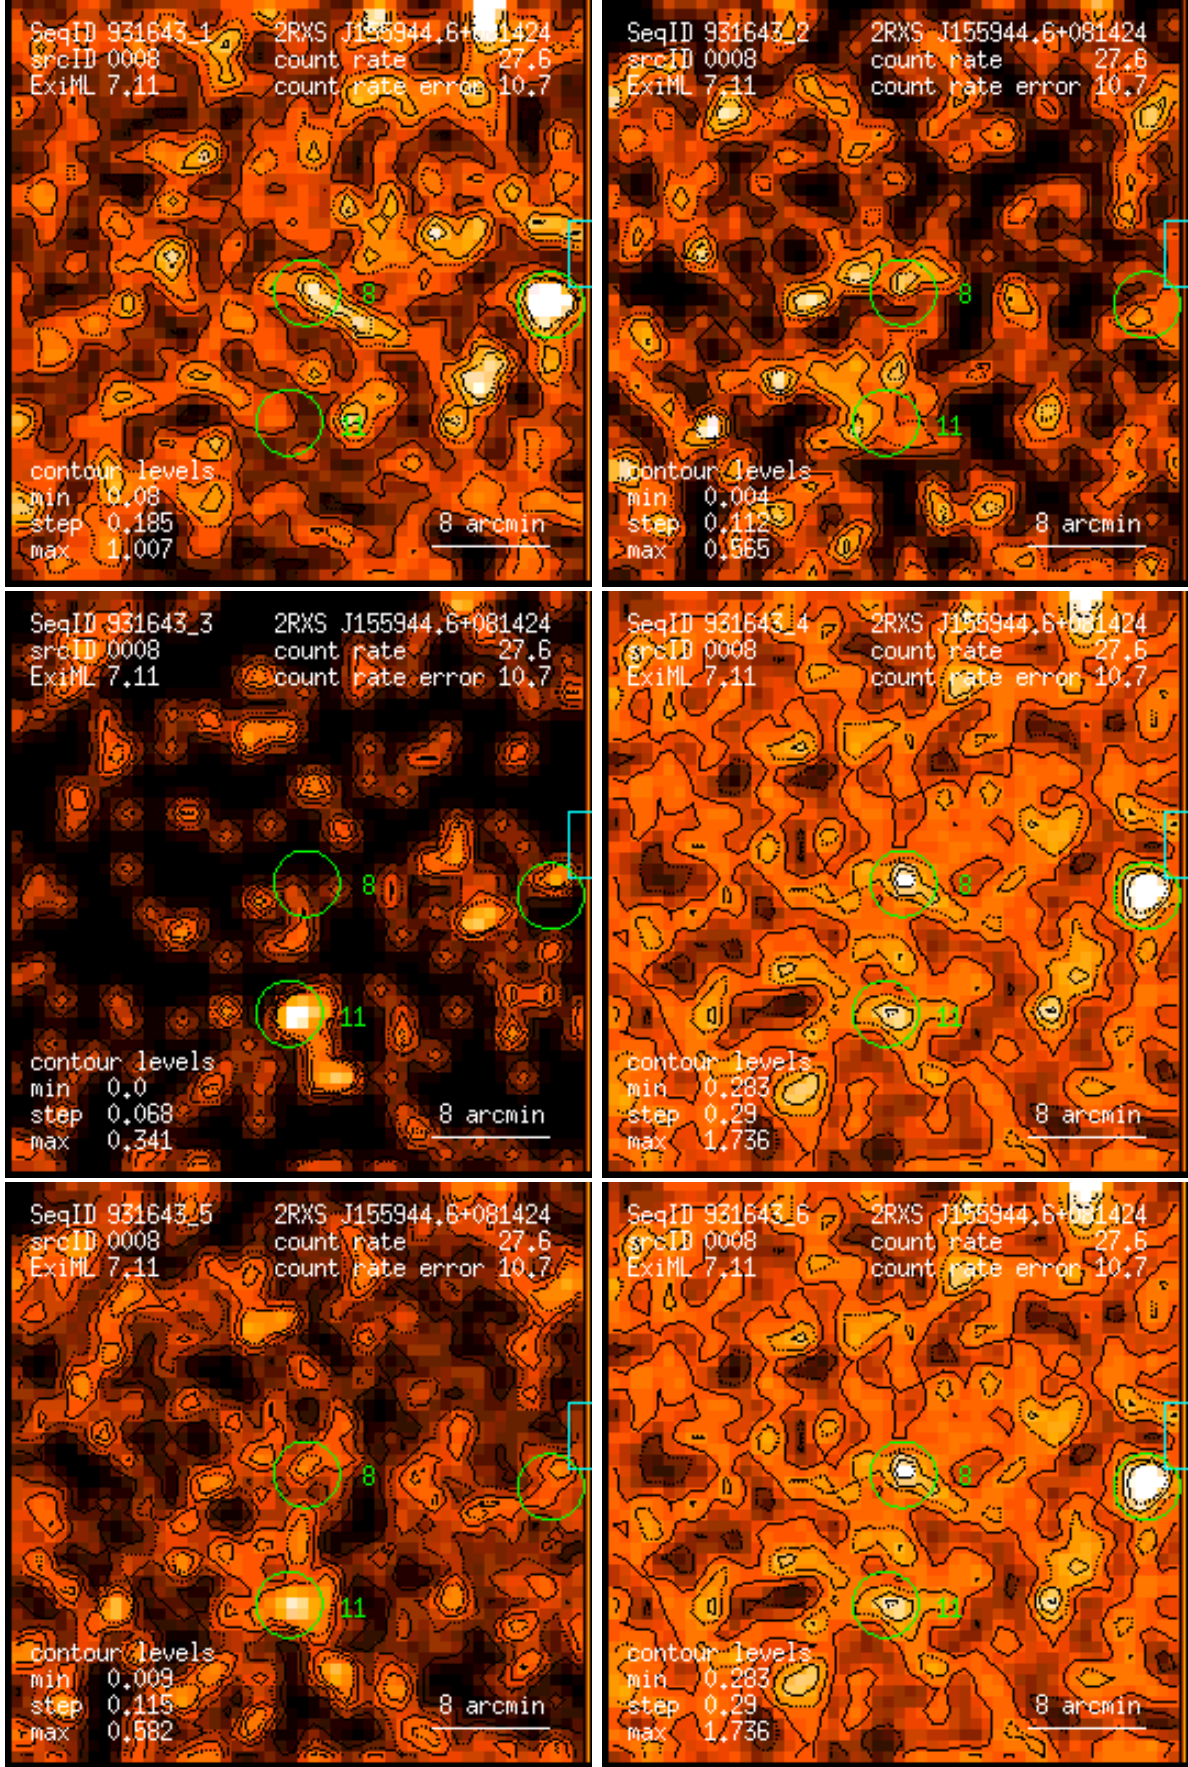 SeqID 931643_1 2RXS J155944.6+081424
srcID 0008 count rate 27.6
ExiML 7.11 count rate error 10.7
8
11
contour levels
min 0.08
step 0.185
max 1.007
8 arcmin
SeqID 931643_2 2RXS J155944.6+081424
srcID 0008 count rate 27.6
ExiML 7.11 count rate error 10.7
8
11
contour levels
min 0.004
step 0.112
max 0.565
8 arcmin
SeqID 931643_3 2RXS J155944.6+081424
srcID 0008 count rate 27.6
ExiML 7.11 count rate error 10.7
8
11
contour levels
min 0.0
step 0.068
max 0.341
8 arcmin
SeqID 931643_4 2RXS J155944.6+081424
srcID 0008 count rate 27.6
ExiML 7.11 count rate error 10.7
8
11
contour levels
min 0.283
step 0.29
max 1.736
8 arcmin
SeqID 931643_5 2RXS J155944.6+081424
srcID 0008 count rate 27.6
ExiML 7.11 count rate error 10.7
8
11
contour levels
min 0.009
step 0.115
max 0.582
8 arcmin
SeqID 931643_6 2RXS J155944.6+081424
srcID 0008 count rate 27.6
ExiML 7.11 count rate error 10.7
8
11
contour levels
min 0.283
step 0.29
max 1.736
8 arcmin